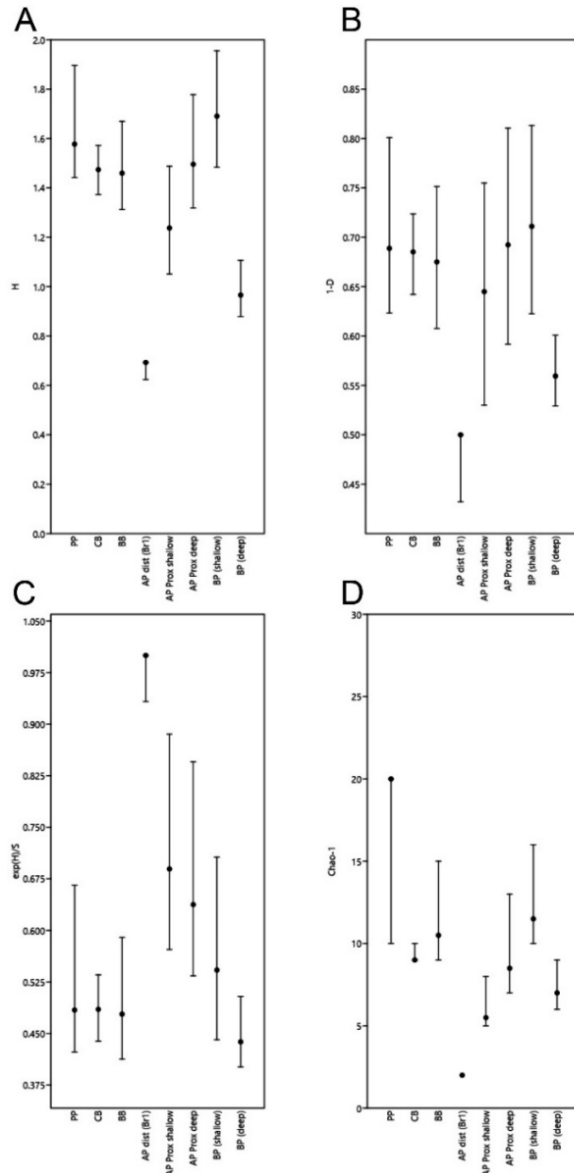 A
2.0
1.8
1.6
1.4
1.2
1.0
0.8
0.6
0.4
0.2
0.0
H
PP
CB
BB
AP dist (Br1)
AP Prox shallow
AP Prox deep
BP (shallow)
BP (deep)
B
0.85
0.80
0.75
0.70
0.65
0.60
0.55
0.50
0.45
1-D
PP
CB
BB
AP dist (Br1)
AP Prox shallow
AP Prox deep
BP (shallow)
BP (deep)
C
1.050
0.975
0.900
0.825
0.750
0.675
0.600
0.525
0.450
0.375
exp(H)/S
PP
CB
BB
AP dist (Br1)
AP Prox shallow
AP Prox deep
BP (shallow)
BP (deep)
D
30
25
20
15
10
5
0
Chao-1
PP
CB
BB
AP dist (Br1)
AP Prox shallow
AP Prox deep
BP (shallow)
BP (deep)